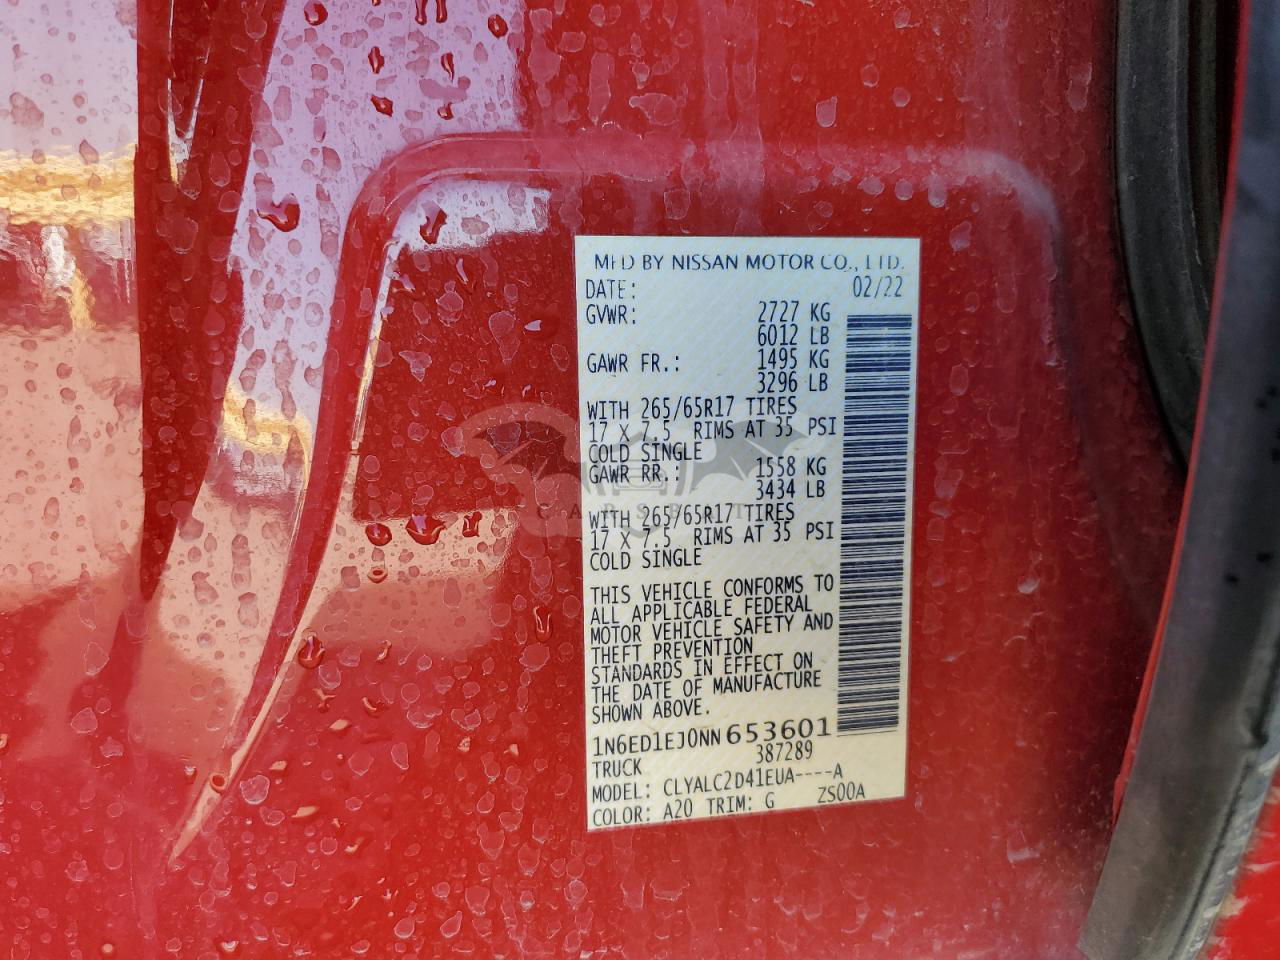 MFD BY NISSAN MOTOR CO., LTD.
DATE: 02/22
GVWR: 2727 KG
6012 LB
GAWR FR.: 1495 KG
3296 LB
WITH 265/65R17 TIRES
17 X 7.5 RIMS AT 35 PSI
COLD SINGLE
GAWR RR.: 1558 KG
3434 LB
WITH 265/65R17 TIRES
17 X 7.5 RIMS AT 35 PSI
COLD SINGLE
THIS VEHICLE CONFORMS TO
ALL APPLICABLE FEDERAL
MOTOR VEHICLE SAFETY AND
THEFT PREVENTION
STANDARDS IN EFFECT ON
THE DATE OF MANUFACTURE
SHOWN ABOVE.
1N6ED1EJ0NN653601
TRUCK 387289
MODEL: CLYALC2D41EUA----A
COLOR: A20 TRIM: G ZS00A